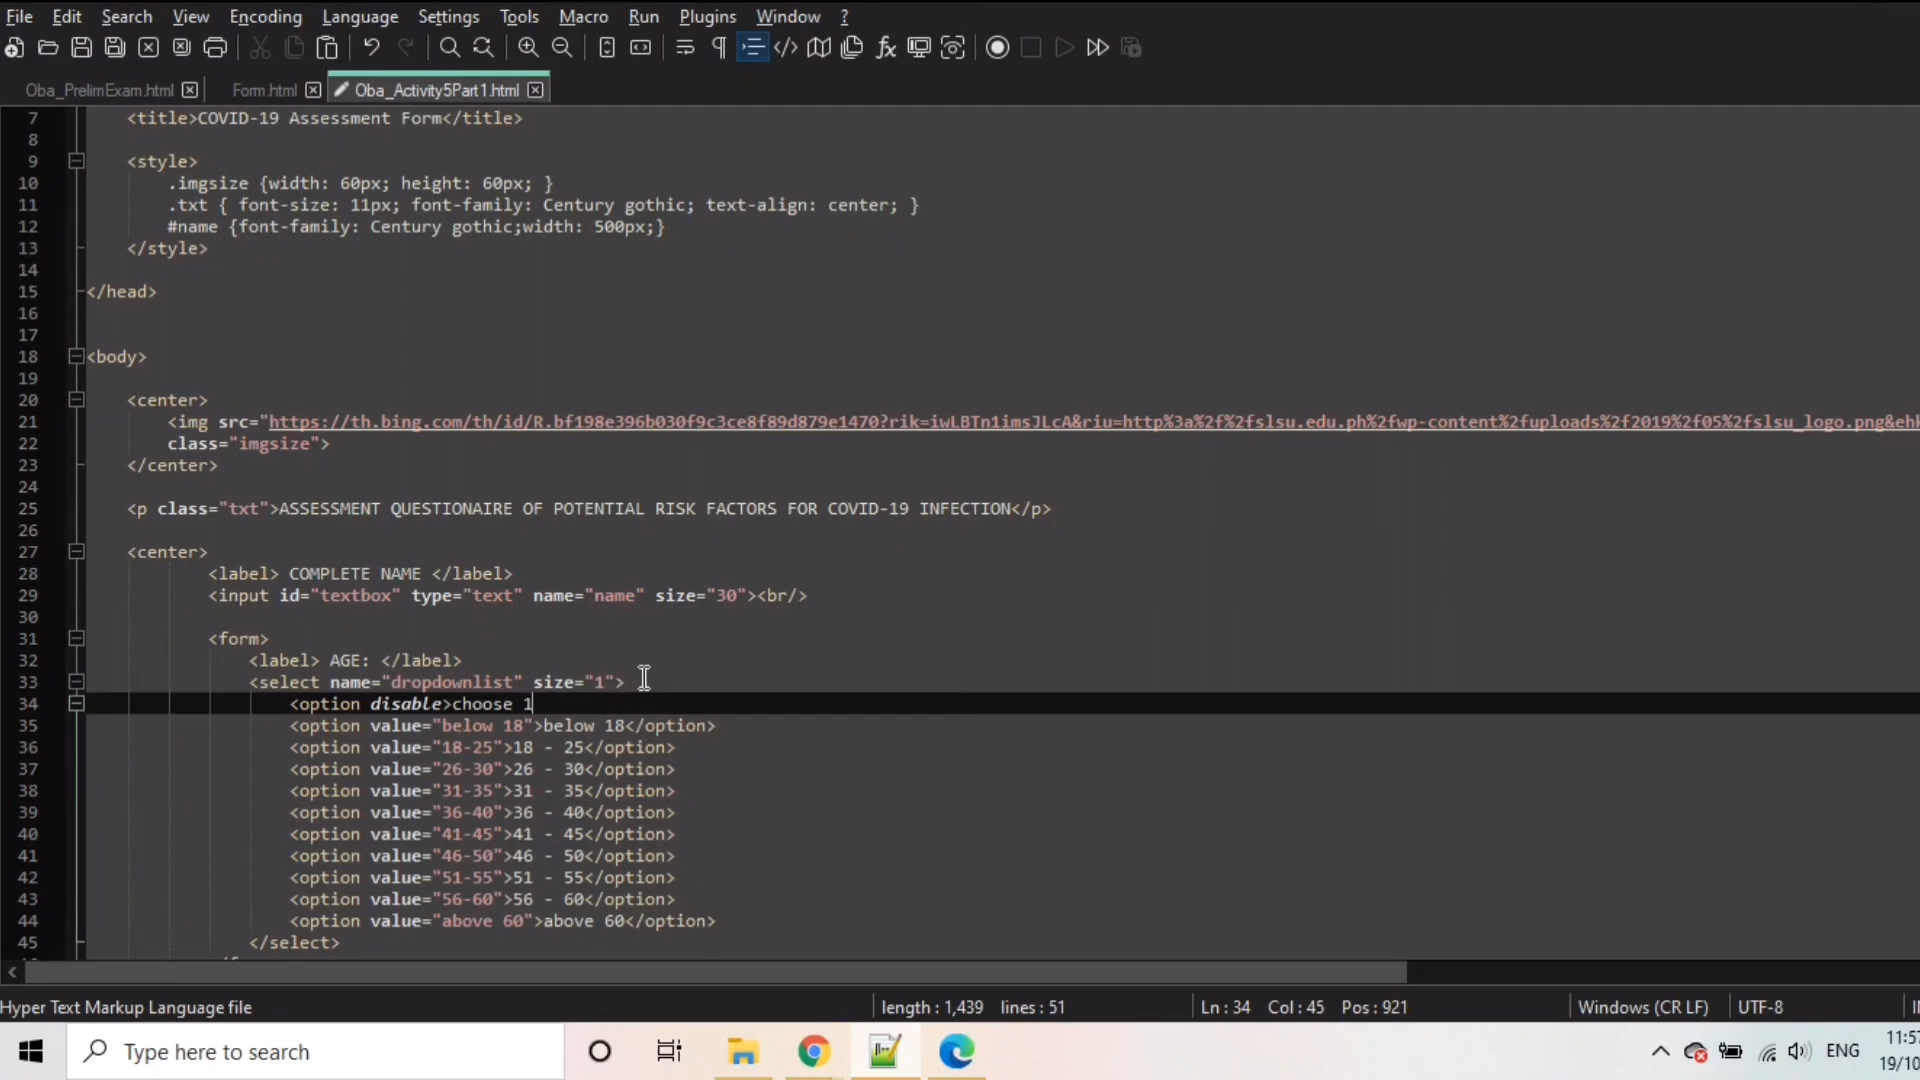 File Edit Search View Encoding Language Settings Tools Macro Run Plugins Window ?
Oba_PrelimExam.html Form.html Oba_Activity5Part1.html
7 <title>COVID-19 Assessment Form</title>
8
9 <style>
10 .imgsize {width: 60px; height: 60px; }
11 .txt { font-size: 11px; font-family: Century gothic; text-align: center; }
12 #name {font-family: Century gothic;width: 500px;}
13 </style>
14
15 </head>
16
17
18 <body>
19
20 <center>
21 <img src="https://th.bing.com/th/id/R.bf198e396b030f9c3ce8f89d879e1470?rik=iwLBTn1imsJLcA&riu=http%3a%2f%2fslsu.edu.ph%2fwp-content%2fuploads%2f2019%2f05%2fslsu_logo.png&ehk
22 class="imgsize">
23 </center>
24
25 <p class="txt">ASSESSMENT QUESTIONAIRE OF POTENTIAL RISK FACTORS FOR COVID-19 INFECTION</p>
26
27 <center>
28 <label> COMPLETE NAME </label>
29 <input id="textbox" type="text" name="name" size="30"><br/>
30
31 <form>
32 <label> AGE: </label>
33 <select name="dropdownlist" size="1">
34 <option disable>choose 1
35 <option value="below 18">below 18</option>
36 <option value="18-25">18 - 25</option>
37 <option value="26-30">26 - 30</option>
38 <option value="31-35">31 - 35</option>
39 <option value="36-40">36 - 40</option>
40 <option value="41-45">41 - 45</option>
41 <option value="46-50">46 - 50</option>
42 <option value="51-55">51 - 55</option>
43 <option value="56-60">56 - 60</option>
44 <option value="above 60">above 60</option>
45 </select>
Hyper Text Markup Language file length : 1,439 lines : 51 Ln : 34 Col : 45 Pos : 921 Windows (CR LF) UTF-8
Type here to search ENG 11:57
19/10